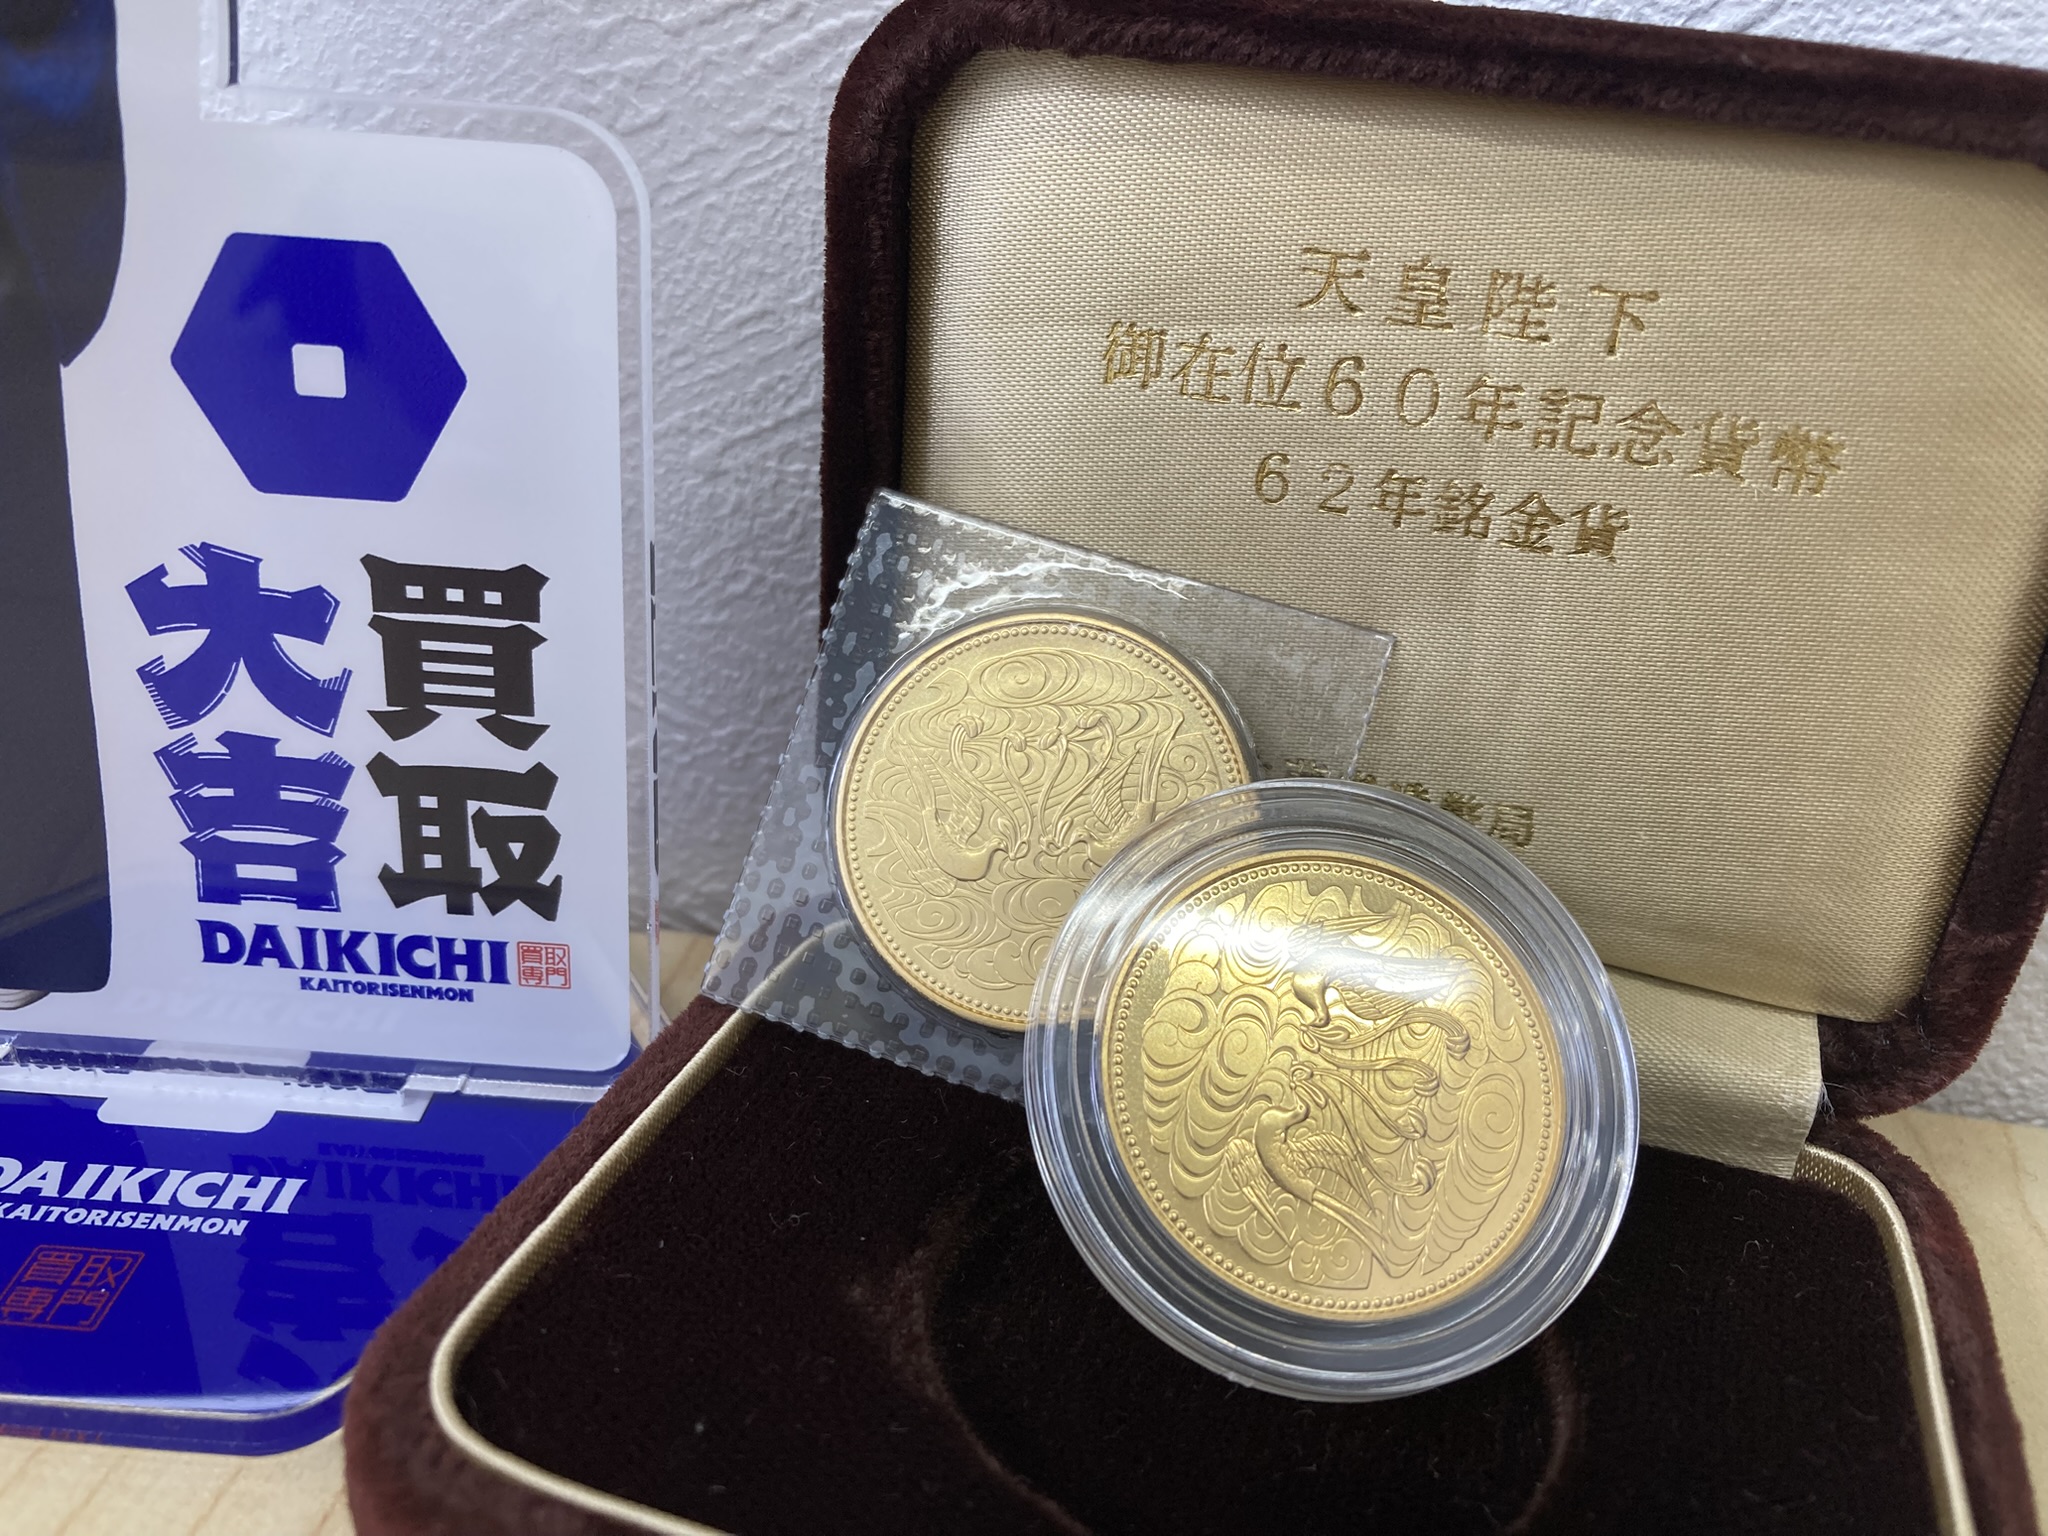 買取
大吉
DAIKICHI
買取専門
KAITORISENMON
DAIKICHI
KAITORISENMON
買取専門
天皇陛下
御在位60年記念貨幣
62年銘金貨
局